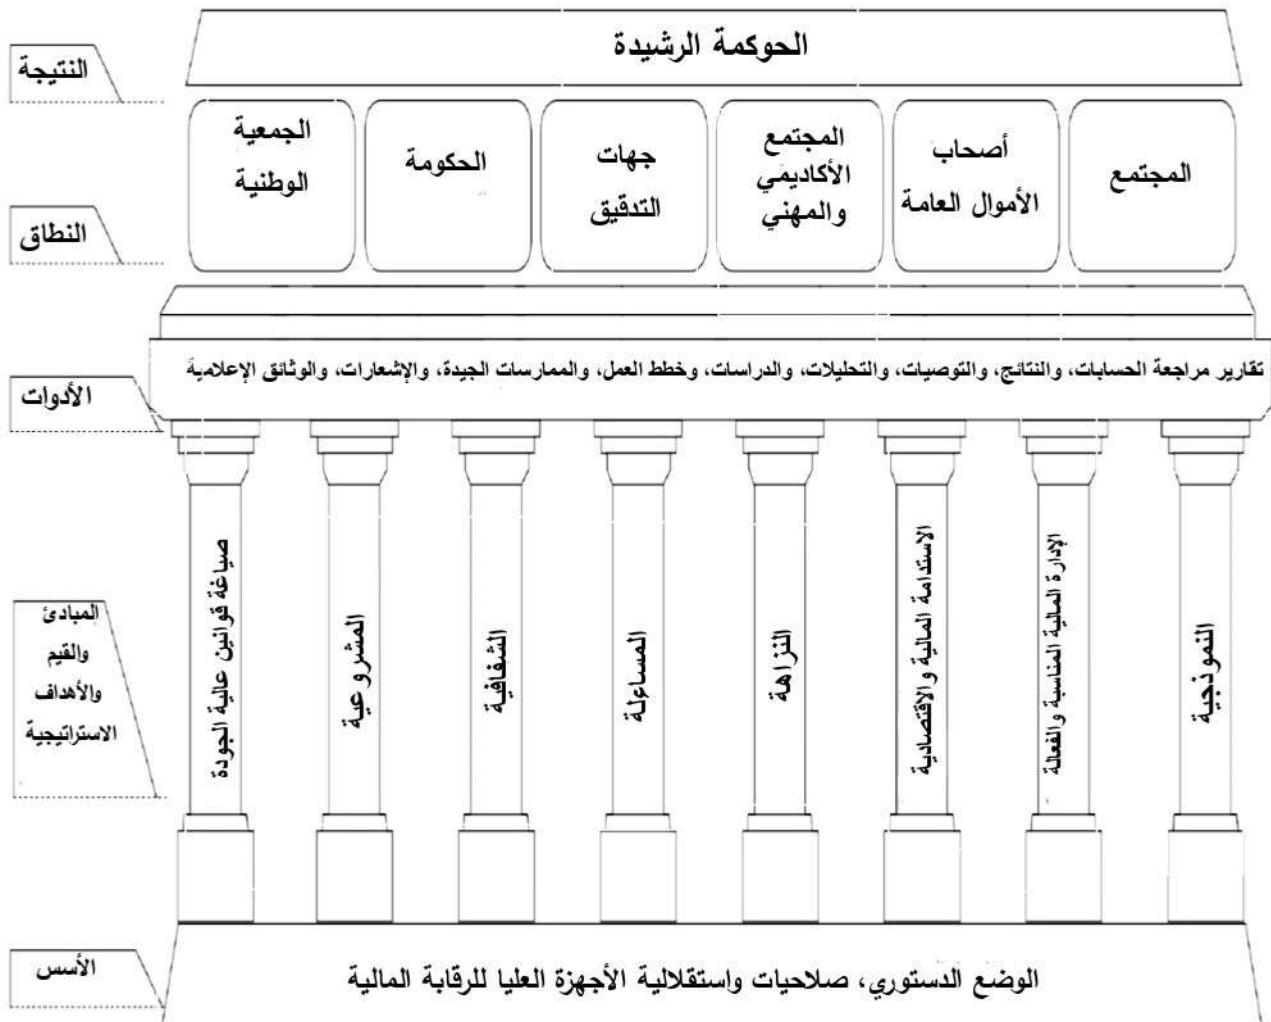 الحوكمة الرشيدة
النتيجة
المجتمع
أصحاب
الأموال العامة
المجتمع
الأكاديمي
والمهني
جهات
التدقيق
الحكومة
الجمعية
الوطنية
النطاق
تقارير مراجعة الحسابات، والنتائج، والتوصيات، والتحليلات، والدراسات، وخطط العمل، والممارسات الجيدة، والإشعارات، والوثائق الإعلامية
الأدوات
النموذجية
الإدارة المالية المناسبة والفعالة
الاستدامة المالية والاقتصادية
النزاهة
المساءلة
الشفافية
المشروعية
صياغة قوانين عالية الجودة
المبادئ
والقيم
والأهداف
الاستراتيجية
الوضع الدستوري، صلاحيات واستقلالية الأجهزة العليا للرقابة المالية
الأسس